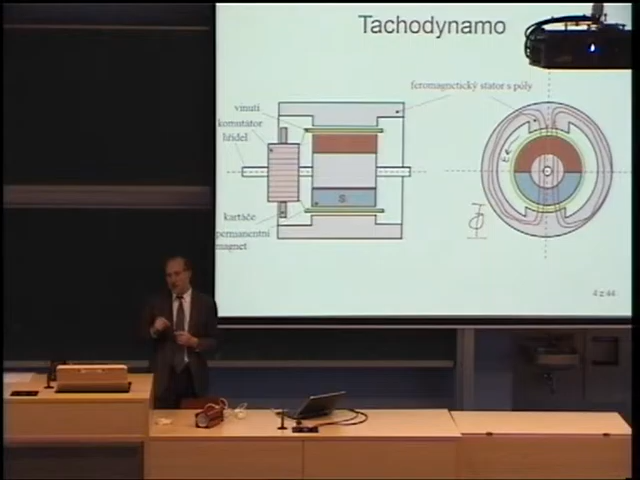 Tachodynamo
feromagnetický stator s póly
vinutí
komutátor
hřídel
S
kartáče
permanentní
magnet
4 z 44